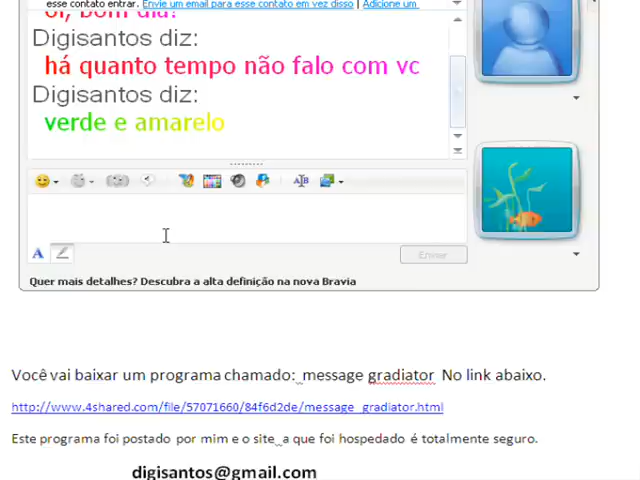 esse contato entrar. Envie um email para esse contato em vez disso | Adicione um
oi, bom dia!
Digisantos diz:
há quanto tempo não falo com vc
Digisantos diz:
verde e amarelo
Enviar
Quer mais detalhes? Descubra a alta definição na nova Bravia
Você vai baixar um programa chamado: message gradiator No link abaixo.
http://www.4shared.com/file/57071660/84f6d2de/message_gradiator.html
Este programa foi postado por mim e o site a que foi hospedado é totalmente seguro.
digisantos@gmail.com